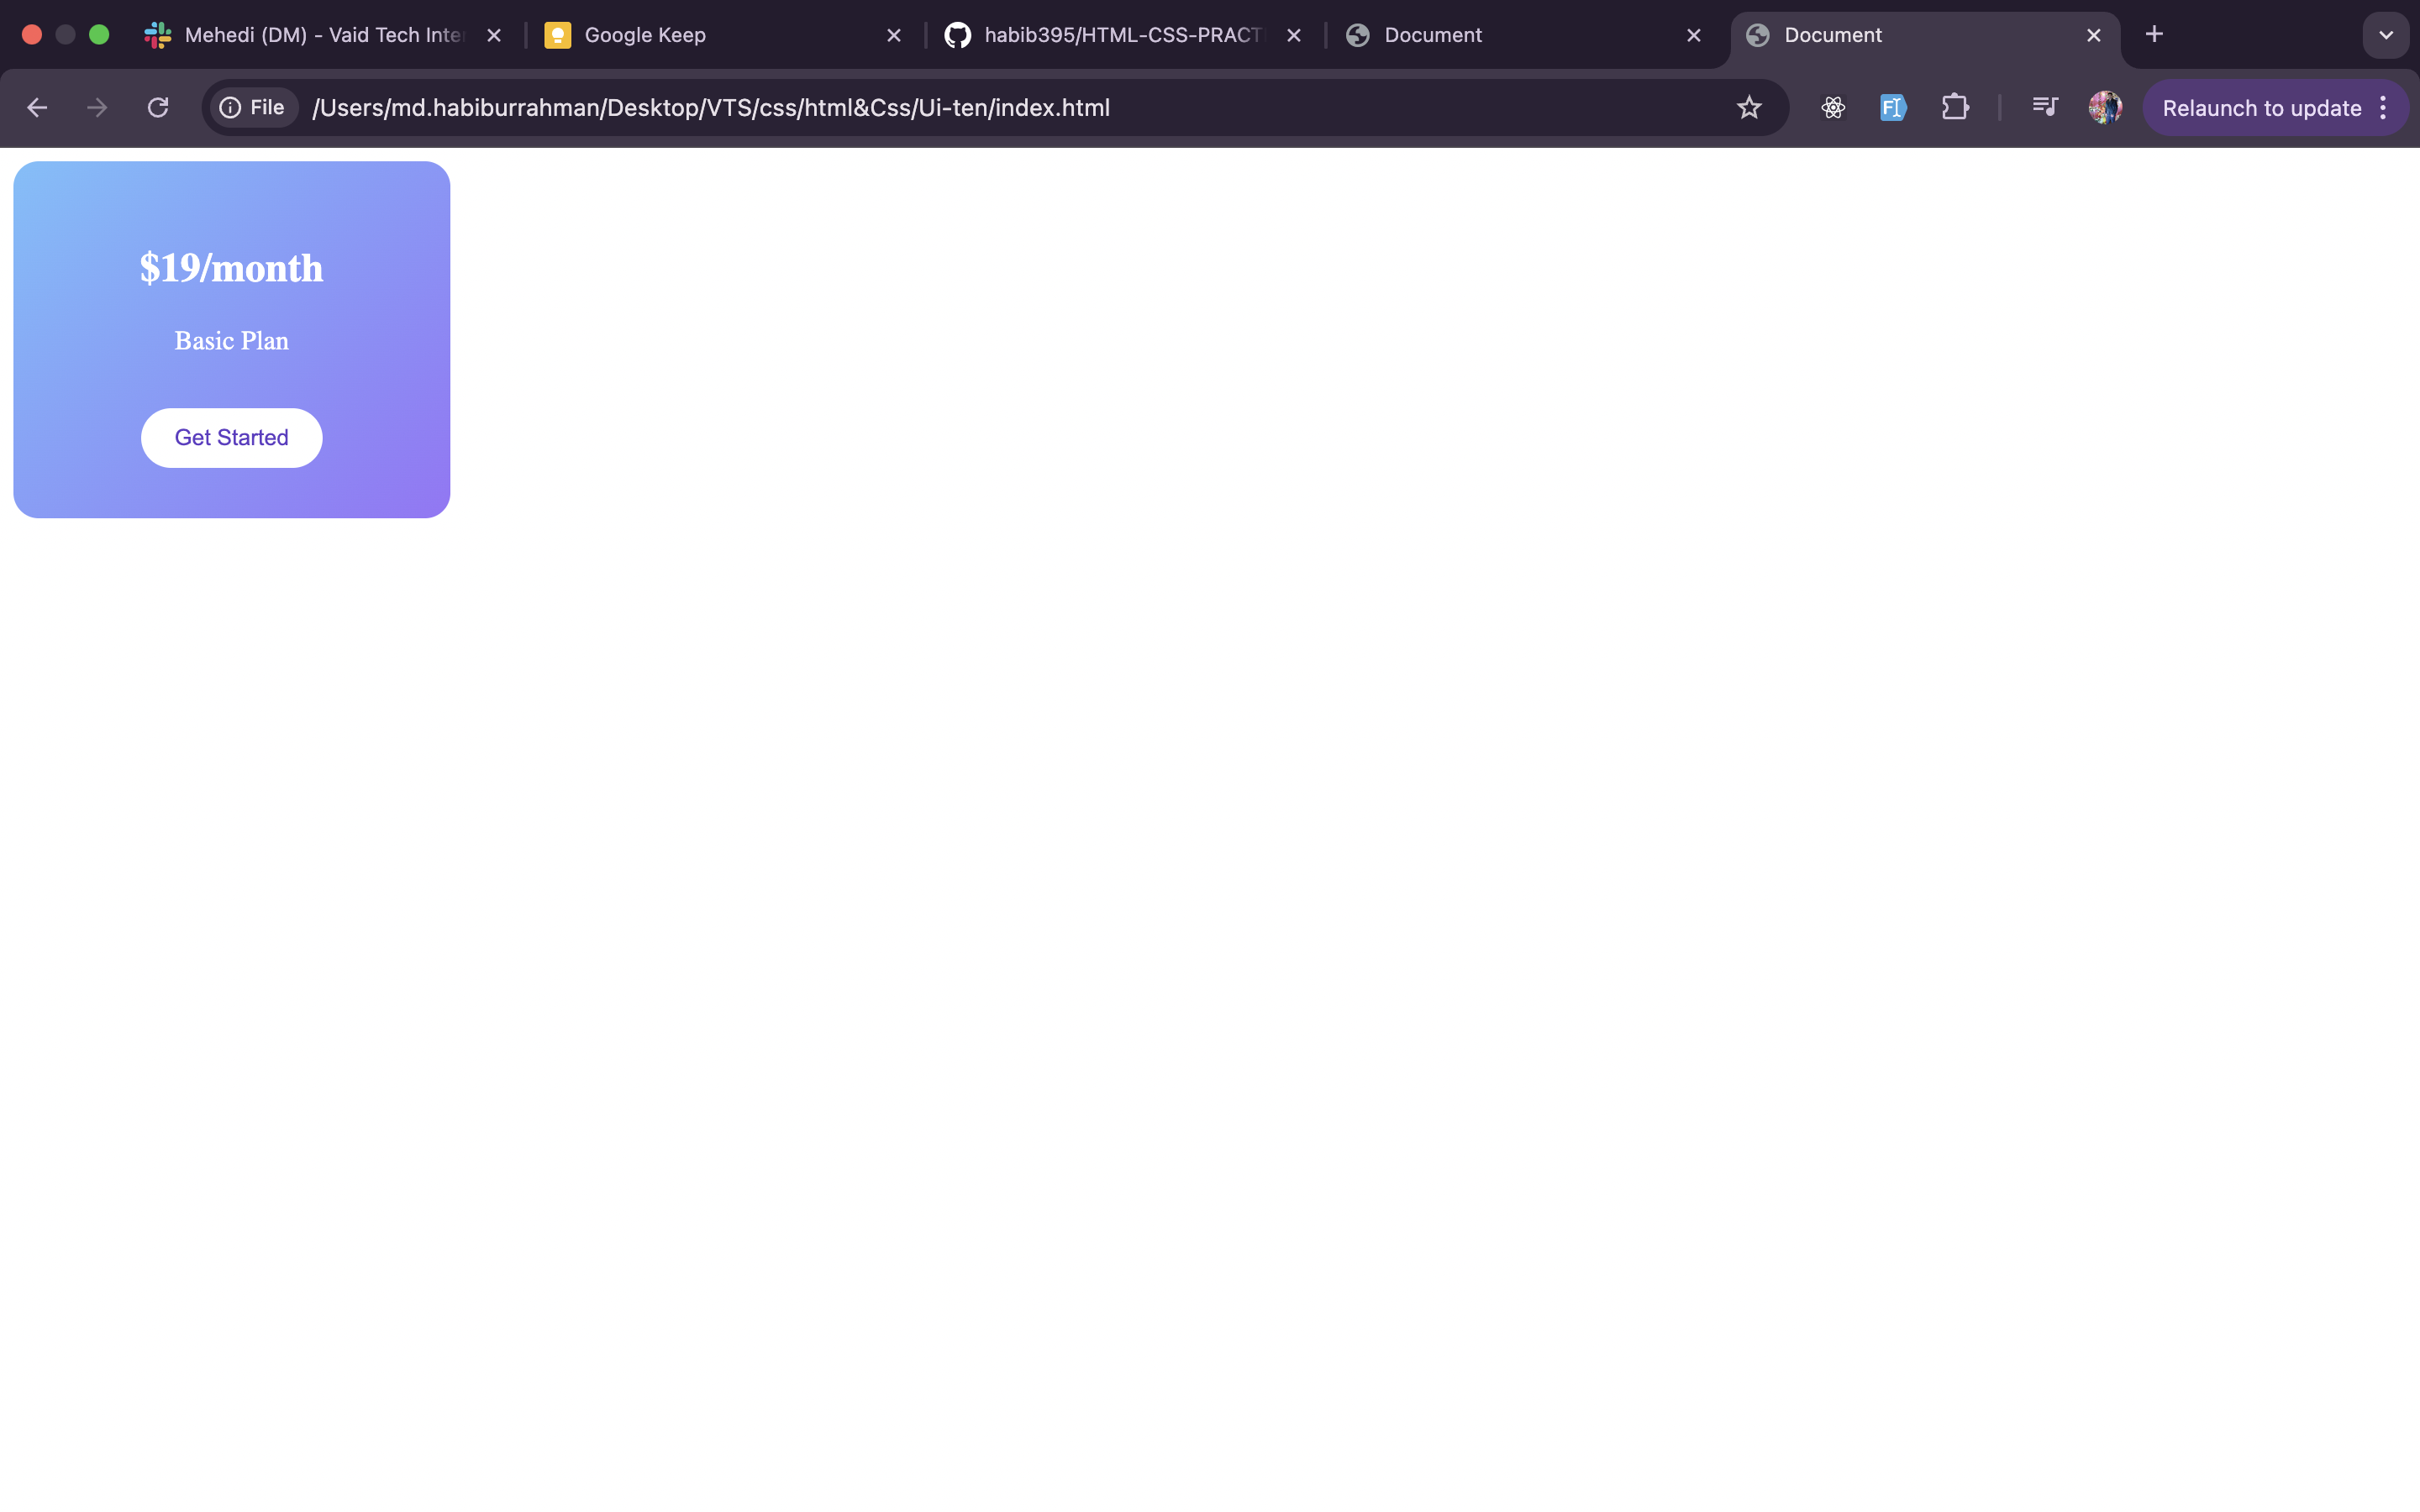 Mehedi (DM) - Vaid Tech Inte
Google Keep
habib395/HTML-CSS-PRACT
Document
Document
File
/Users/md.habiburrahman/Desktop/VTS/css/html&Css/Ui-ten/index.html
Relaunch to update
$19/month
Basic Plan
Get Started